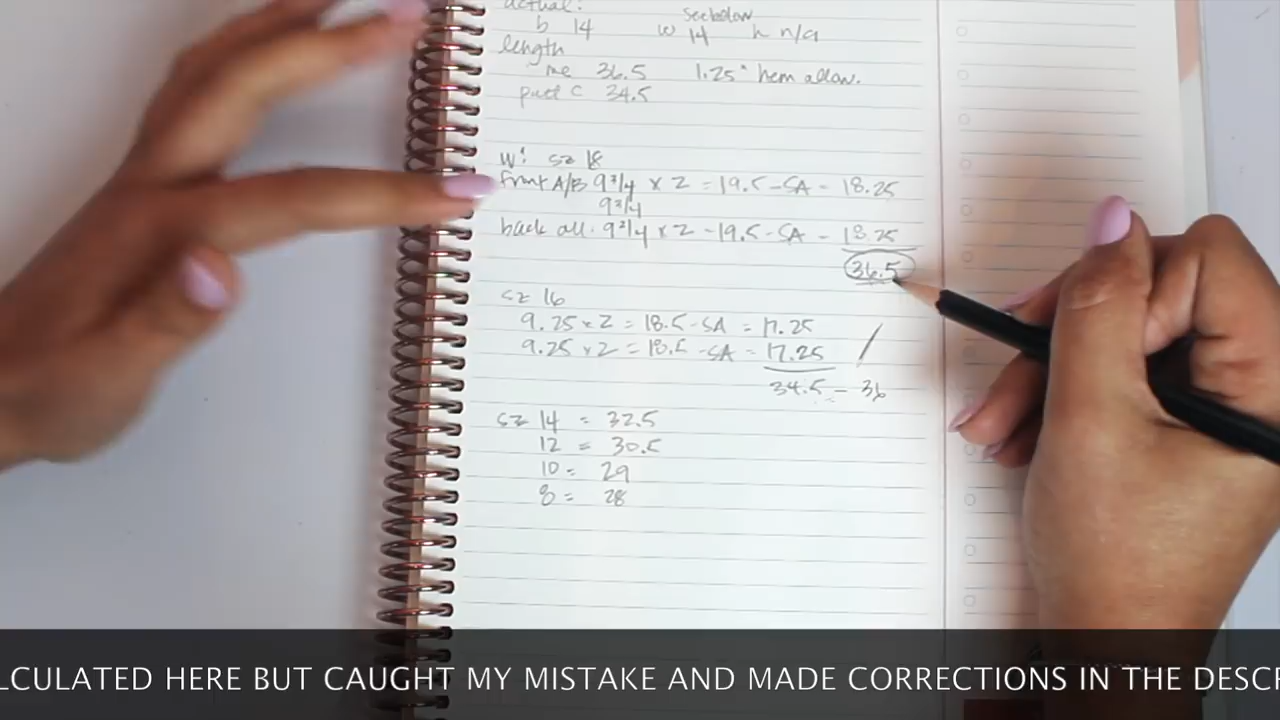 actual:
See below
b 14 w 14 h n/a
length
me 36.5 1.25" hem allow.
patt C 34.5
W: sz 18
front A/B 9 3/4 x 2 = 19.5 - SA - 18.25
9 3/4
back all: 9 3/4 x 2 - 19.5 - SA - 18.25
36.5
sz 16
9.25 x 2 = 18.5 - SA = 17.25
9.25 x 2 = 18.5 - SA = 17.25
34.5 - 36
sz 14 = 32.5
12 = 30.5
10 = 29
8 = 28
LCULATED HERE BUT CAUGHT MY MISTAKE AND MADE CORRECTIONS IN THE DESCR